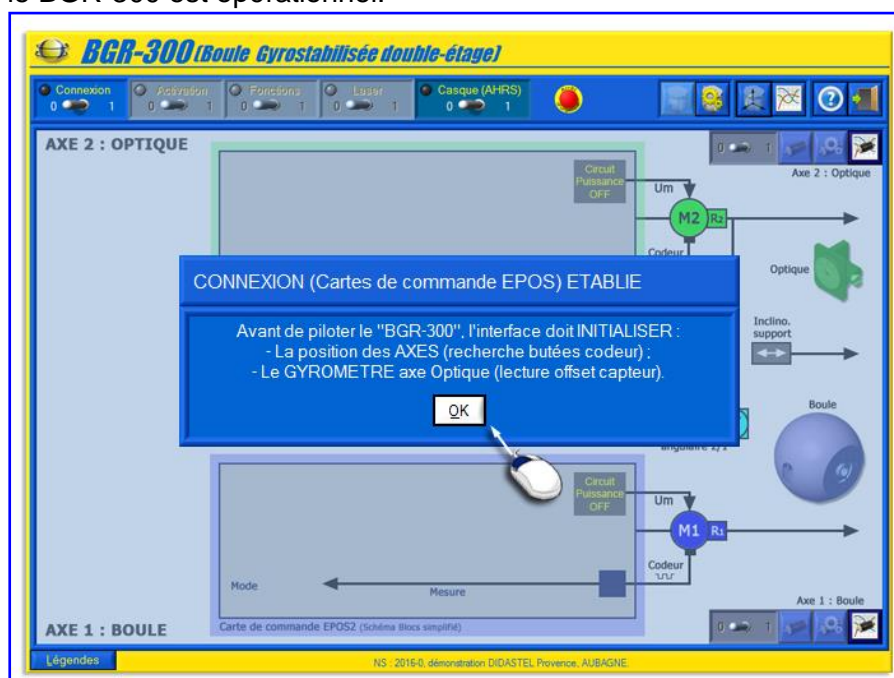 le BGR-300 est opérationnel.
BGR-300 (Boule Gyrostabilisée double-étage)
Connexion
0 1
Activation
0 1
Fonctions
0 1
Laser
0 1
Casque (AHRS)
0 1
AXE 2 : OPTIQUE
0 1
Axe 2 : Optique
Circuit
Puissance
OFF
Um
M2
R2
Codeur
Optique
CONNEXION (Cartes de commande EPOS) ETABLIE
Avant de piloter le "BGR-300", l'interface doit INITIALISER :
- La position des AXES (recherche butées codeur) ;
- Le GYROMETRE axe Optique (lecture offset capteur).
OK
Inclino.
support
Boule
angulaire 1/1
Circuit
Puissance
OFF
Um
M1
R1
Codeur
Mode
Mesure
Axe 1 : Boule
Carte de commande EPOS2 (Schéma Blocs simplifié)
AXE 1 : BOULE
0 1
Légendes
NS : 2016-0, démonstration DIDASTEL Provence, AUBAGNE.